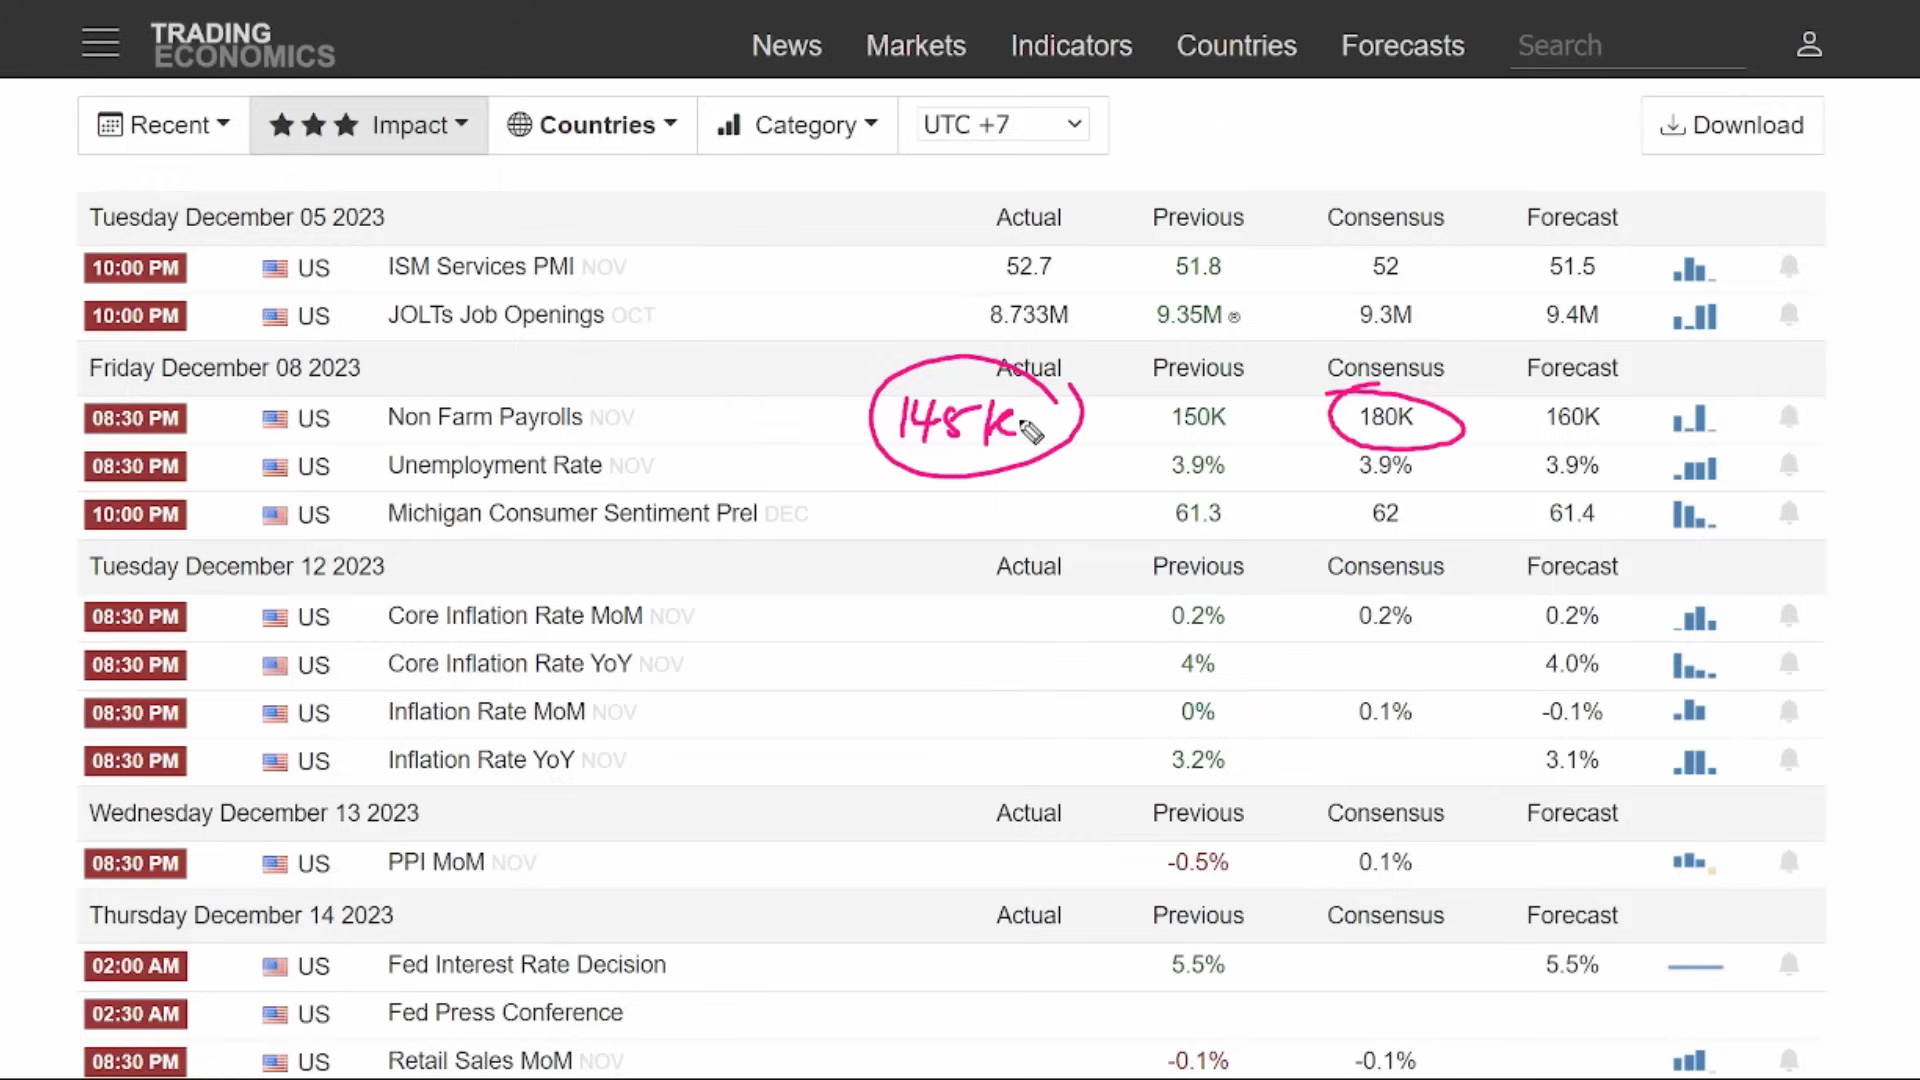 TRADING
ECONOMICS
News Markets Indicators Countries Forecasts Search
Recent Impact Countries Category UTC +7 Download
Tuesday December 05 2023 Actual Previous Consensus Forecast
10:00 PM US ISM Services PMI NOV 52.7 51.8 52 51.5
10:00 PM US JOLTs Job Openings OCT 8.733M 9.35M ® 9.3M 9.4M
Friday December 08 2023 Actual Previous Consensus Forecast
08:30 PM US Non Farm Payrolls NOV 145K 150K 180K 160K
08:30 PM US Unemployment Rate NOV 3.9% 3.9% 3.9%
10:00 PM US Michigan Consumer Sentiment Prel DEC 61.3 62 61.4
Tuesday December 12 2023 Actual Previous Consensus Forecast
08:30 PM US Core Inflation Rate MoM NOV 0.2% 0.2% 0.2%
08:30 PM US Core Inflation Rate YoY NOV 4% 4.0%
08:30 PM US Inflation Rate MoM NOV 0% 0.1% -0.1%
08:30 PM US Inflation Rate YoY NOV 3.2% 3.1%
Wednesday December 13 2023 Actual Previous Consensus Forecast
08:30 PM US PPI MoM NOV -0.5% 0.1%
Thursday December 14 2023 Actual Previous Consensus Forecast
02:00 AM US Fed Interest Rate Decision 5.5% 5.5%
02:30 AM US Fed Press Conference
08:30 PM US Retail Sales MoM NOV -0.1% -0.1%